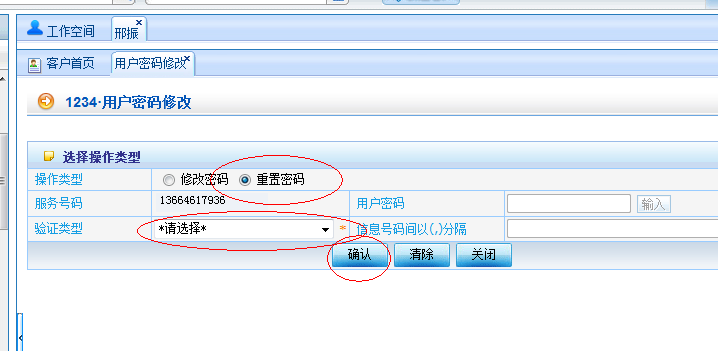 工作空间 邢振
客户首页 用户密码修改
1234·用户密码修改
选择操作类型
操作类型 修改密码 重置密码
服务号码 13664617936 用户密码 输入
验证类型 *请选择* * 信息号码间以(,)分隔
确认 清除 关闭